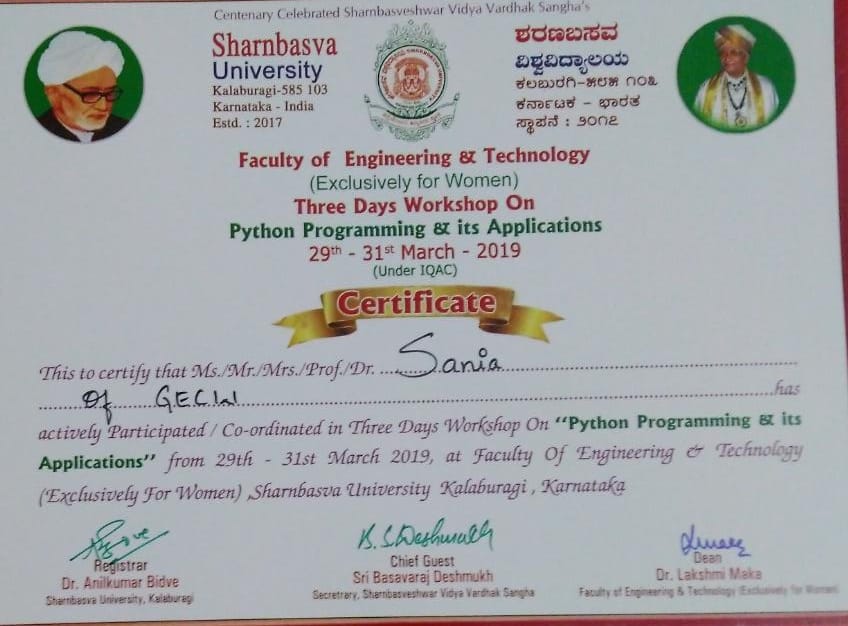 Centenary Celebrated Sharnbasveshwar Vidya Vardhak Sangha's
Sharnbasva
University
Kalaburagi-585 103
Karnataka - India
Estd. : 2017
ಶರಣಬಸವ
ವಿಶ್ವವಿದ್ಯಾಲಯ
ಕಲಬುರಗಿ-೫೮೫ ೧೦೩
ಕರ್ನಾಟಕ - ಭಾರತ
ಸ್ಥಾಪನೆ : ೨೦೧೭
Faculty of Engineering & Technology
(Exclusively for Women)
Three Days Workshop On
Python Programming & its Applications
29th - 31st March - 2019
(Under IQAC)
Certificate
This to certify that Ms./Mr./Mrs./Prof./Dr. .....Sania..........
..........Of.......GECW..........has
actively Participated / Co-ordinated in Three Days Workshop On "Python Programming & its
Applications" from 29th - 31st March 2019, at Faculty Of Engineering & Technology
(Exclusively For Women) ,Sharnbasva University Kalaburagi , Karnataka
B. S. Deshmukh
Registrar
Dr. Anilkumar Bidve
Sharnbasva University, Kalaburagi
Chief Guest
Sri Basavaraj Deshmukh
Secretrary, Sharnbasveshwar Vidya Vardhak Sangha
Dean
Dr. Lakshmi Maka
Faculty of Engineering & Technology (Exclusively for Women)